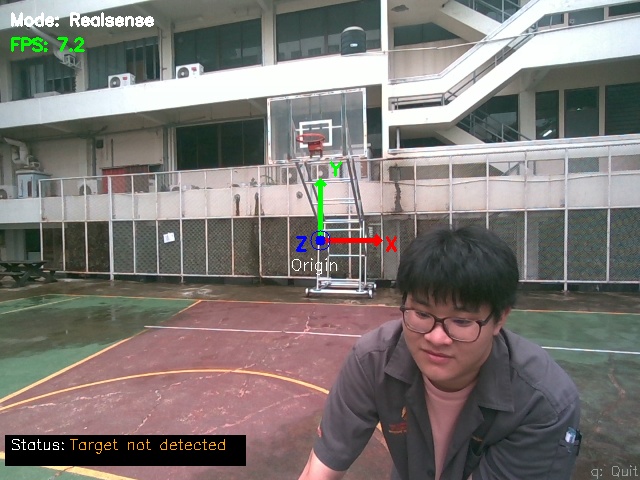 Mode: Realsense
FPS: 7.2
Y
Z X
Origin
Status: Target not detected
q: Quit